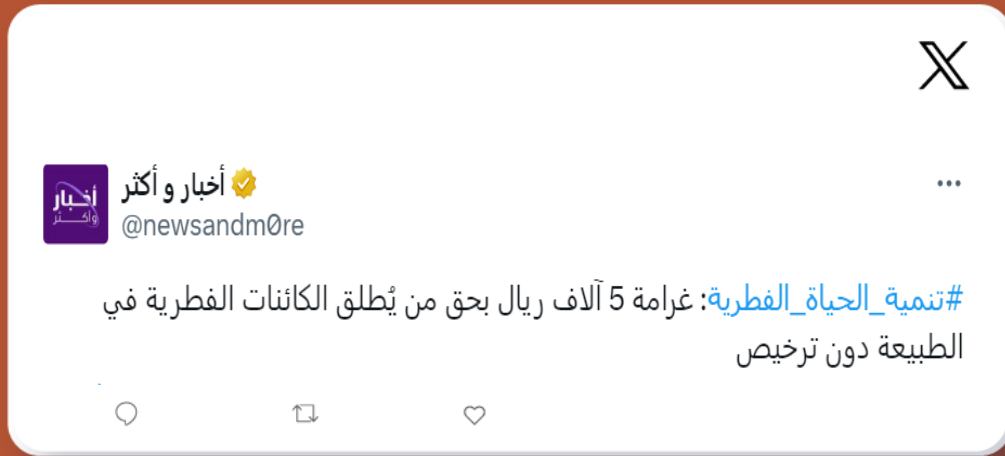 X
أخبار و أكثر
أخبار
وأكثر
@newsandm0re
#تنمية_الحياة_الفطرية: غرامة 5 آلاف ريال بحق من يُطلق الكائنات الفطرية في
الطبيعة دون ترخيص